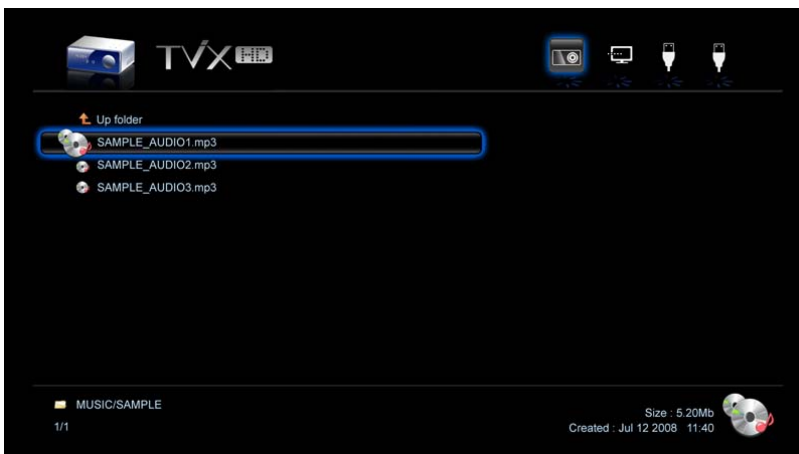 TVX HD
Up folder
SAMPLE_AUDIO1.mp3
SAMPLE_AUDIO2.mp3
SAMPLE_AUDIO3.mp3
MUSIC/SAMPLE
1/1
Size : 5.20Mb
Created : Jul 12 2008 11:40